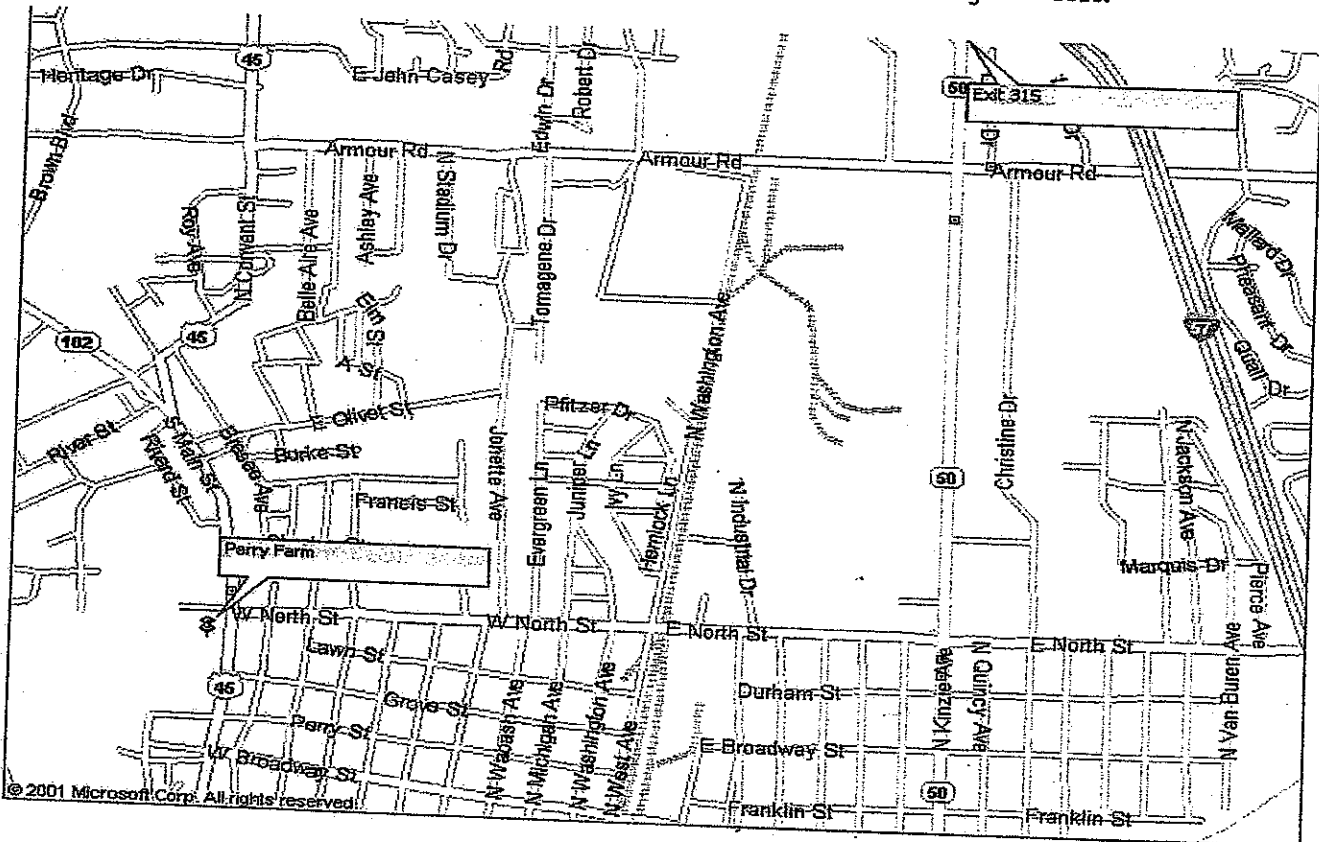 45
Heritage Dr
E John Casey Rd
Edwin Dr
Robert Dr
50
Exit 315
Dr
Dr
Brown Blvd
Armour Rd
Armour Rd
Armour Rd
Roy Ave
N Convent St
Belle Aire Ave
Ashley Ave
N Stadium Dr
Tomagene Dr
Mallard Dr
Pheasant Dr
Quail Dr
Elm St
A St
102
45
N Washington Ave
E Olivet St
Pfitzer Dr
River St
S Main St
Rivard St
Burke St
Francis St
Jonette Ave
Evergreen Ln
Juniper Ln
Ivy Ln
Hemlock Ln
N Industrial Dr
50
Christine Dr
N Jackson Ave
Marquis Dr
Pierce Ave
Perry Farm
W North St
W North St
E North St
E North St
Lawn St
45
Grove St
Perry St
W Broadway St
N Wabash Ave
N Michigan Ave
N Washington Ave
N West Ave
Durham St
E Broadway St
N Kinzie Ave
N Quincy Ave
N Van Buren Ave
50
Franklin St
Franklin St
© 2001 Microsoft Corp. All rights reserved.